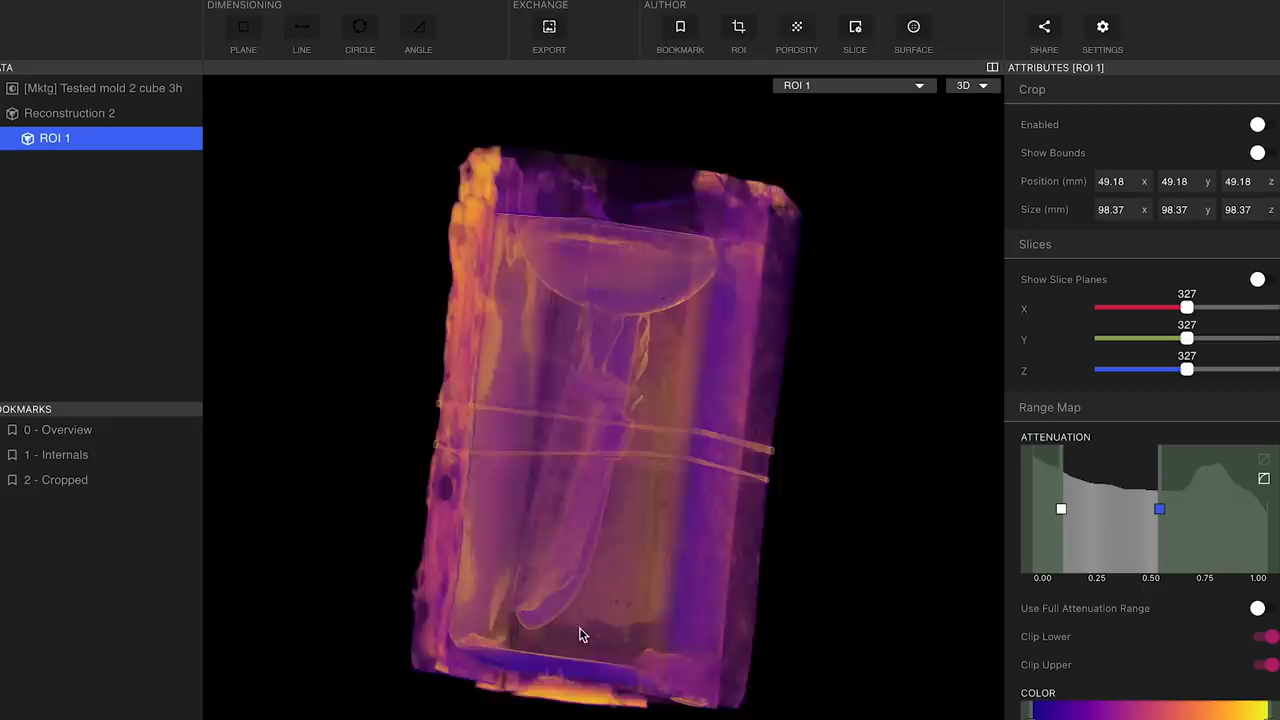 DIMENSIONING
EXCHANGE
AUTHOR
PLANE
LINE
CIRCLE
ANGLE
EXPORT
BOOKMARK
ROI
POROSITY
SLICE
SURFACE
SHARE
SETTINGS
ATA
[Mktg] Tested mold 2 cube 3h
Reconstruction 2
ROI 1
OOKMARKS
0 - Overview
1 - Internals
2 - Cropped
ROI 1
3D
ATTRIBUTES [ROI 1]
Crop
Enabled
Show Bounds
Position (mm) 49.18 x 49.18 y 49.18 z
Size (mm) 98.37 x 98.37 y 98.37 z
Slices
Show Slice Planes
327
X
327
Y
327
Z
Range Map
ATTENUATION
0.00 0.25 0.50 0.75 1.00
Use Full Attenuation Range
Clip Lower
Clip Upper
COLOR